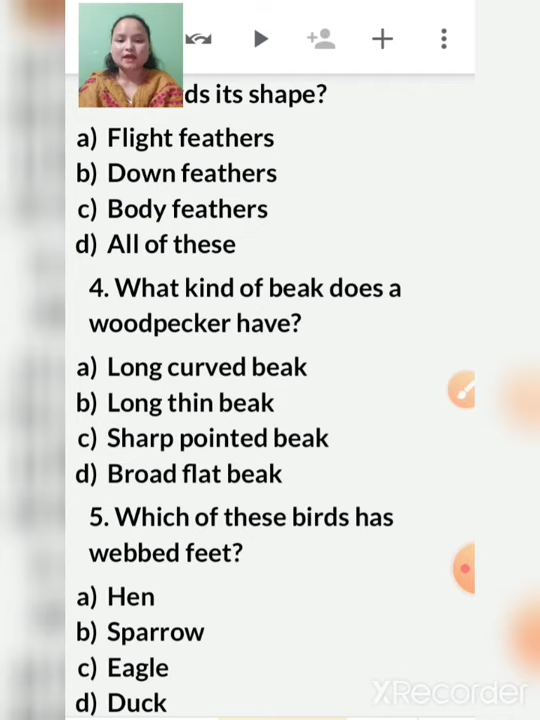 ds its shape?
a) Flight feathers
b) Down feathers
c) Body feathers
d) All of these
4. What kind of beak does a
woodpecker have?
a) Long curved beak
b) Long thin beak
c) Sharp pointed beak
d) Broad flat beak
5. Which of these birds has
webbed feet?
a) Hen
b) Sparrow
c) Eagle
d) Duck
XRecorder